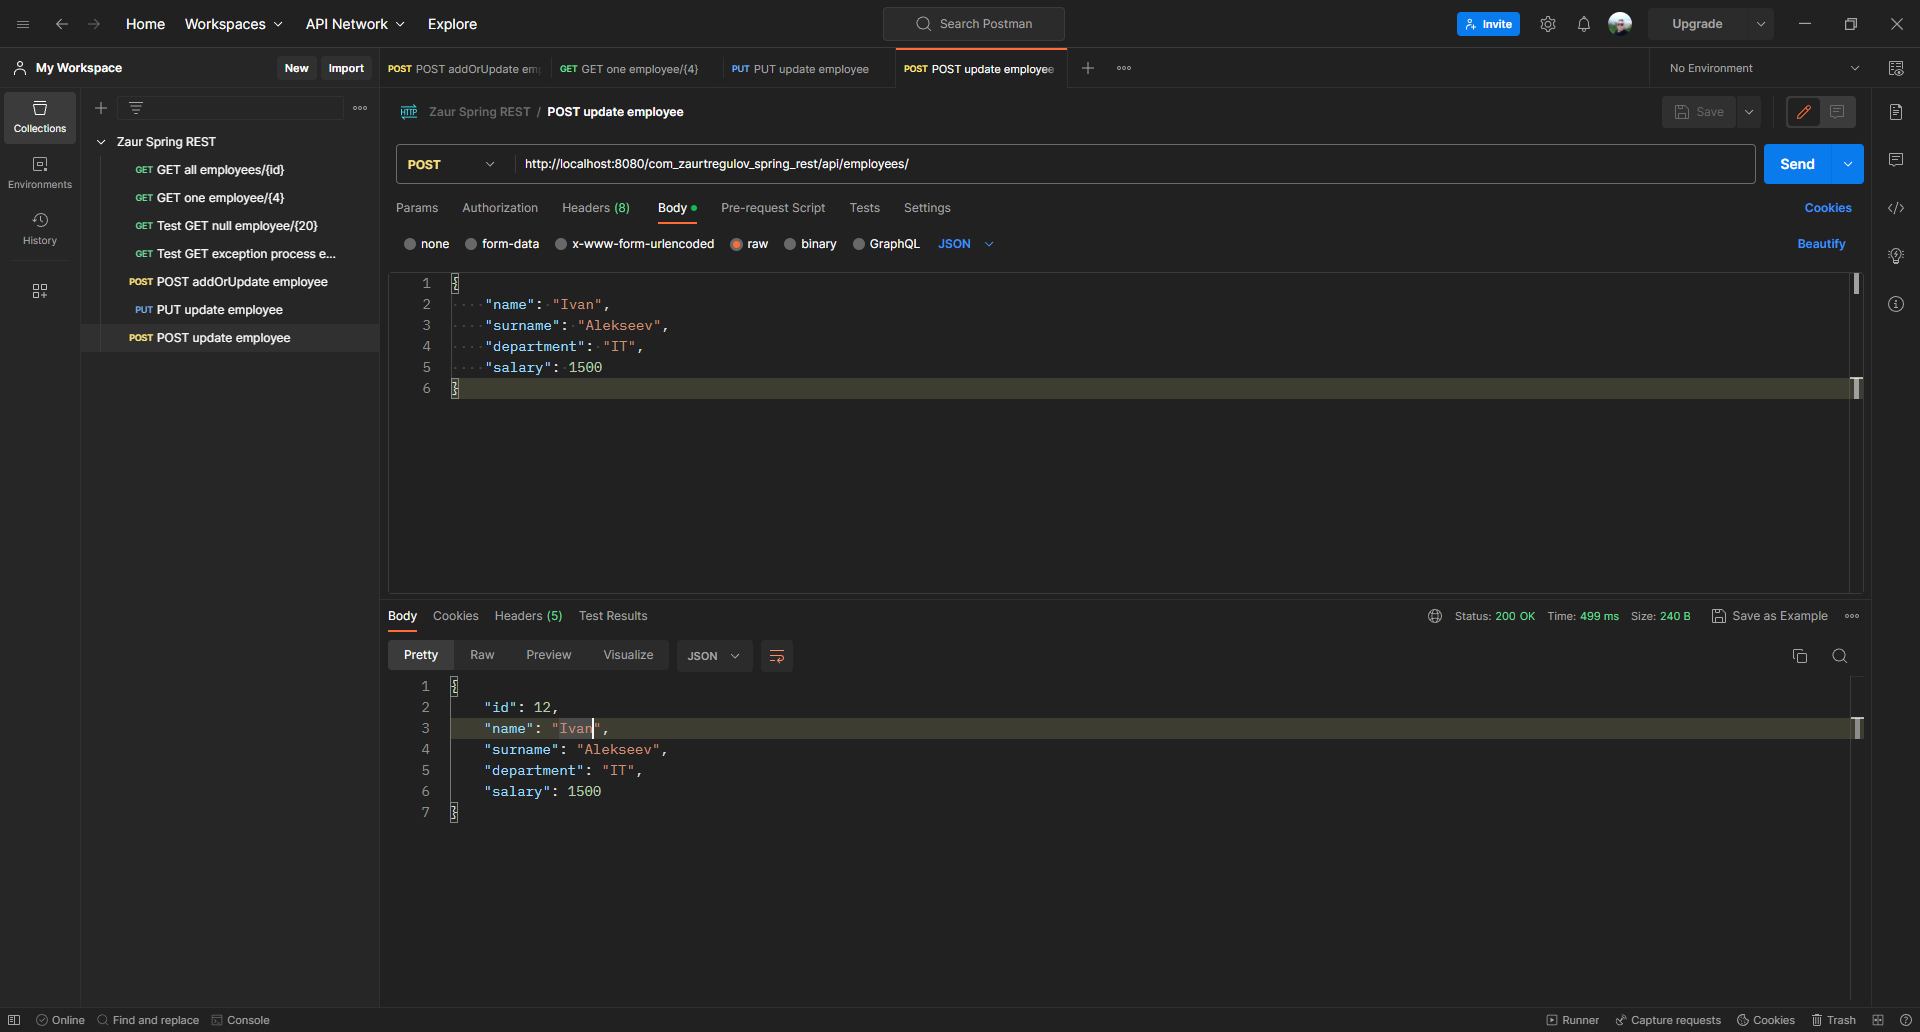 Home Workspaces API Network Explore Search Postman Invite Upgrade
My Workspace New Import POST POST addOrUpdate em GET GET one employee/{4} PUT PUT update employee POST POST update employee No Environment
Collections
Environments
History
Zaur Spring REST
GET GET all employees/{id}
GET GET one employee/{4}
GET Test GET null employee/{20}
GET Test GET exception process e...
POST POST addOrUpdate employee
PUT PUT update employee
POST POST update employee
HTTP Zaur Spring REST / POST update employee Save
POST http://localhost:8080/com_zaurtregulov_spring_rest/api/employees/ Send
Params Authorization Headers (8) Body Pre-request Script Tests Settings Cookies
none form-data x-www-form-urlencoded raw binary GraphQL JSON Beautify
1 {
2 "name": "Ivan",
3 "surname": "Alekseev",
4 "department": "IT",
5 "salary": 1500
6 }
Body Cookies Headers (5) Test Results Status: 200 OK Time: 499 ms Size: 240 B Save as Example
Pretty Raw Preview Visualize JSON
1 {
2 "id": 12,
3 "name": "Ivan",
4 "surname": "Alekseev",
5 "department": "IT",
6 "salary": 1500
7 }
Online Find and replace Console Runner Capture requests Cookies Trash